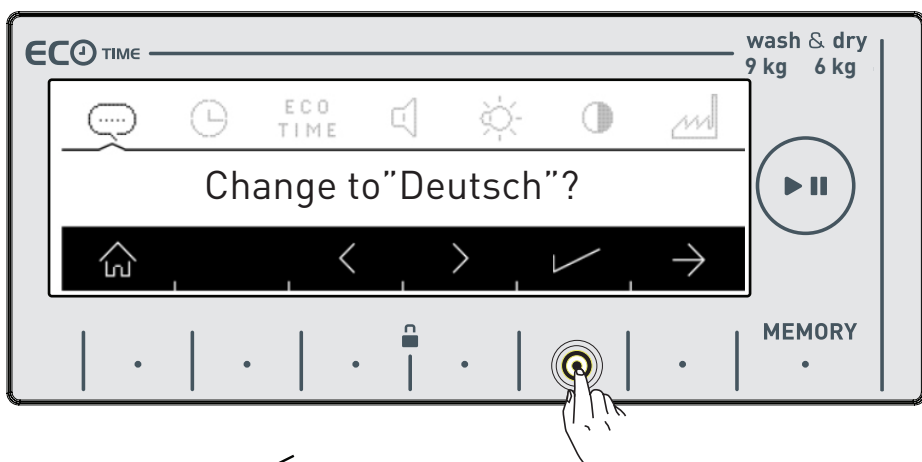 ECO TIME
wash & dry
9 kg 6 kg
ECO
TIME
Change to”Deutsch”?
MEMORY